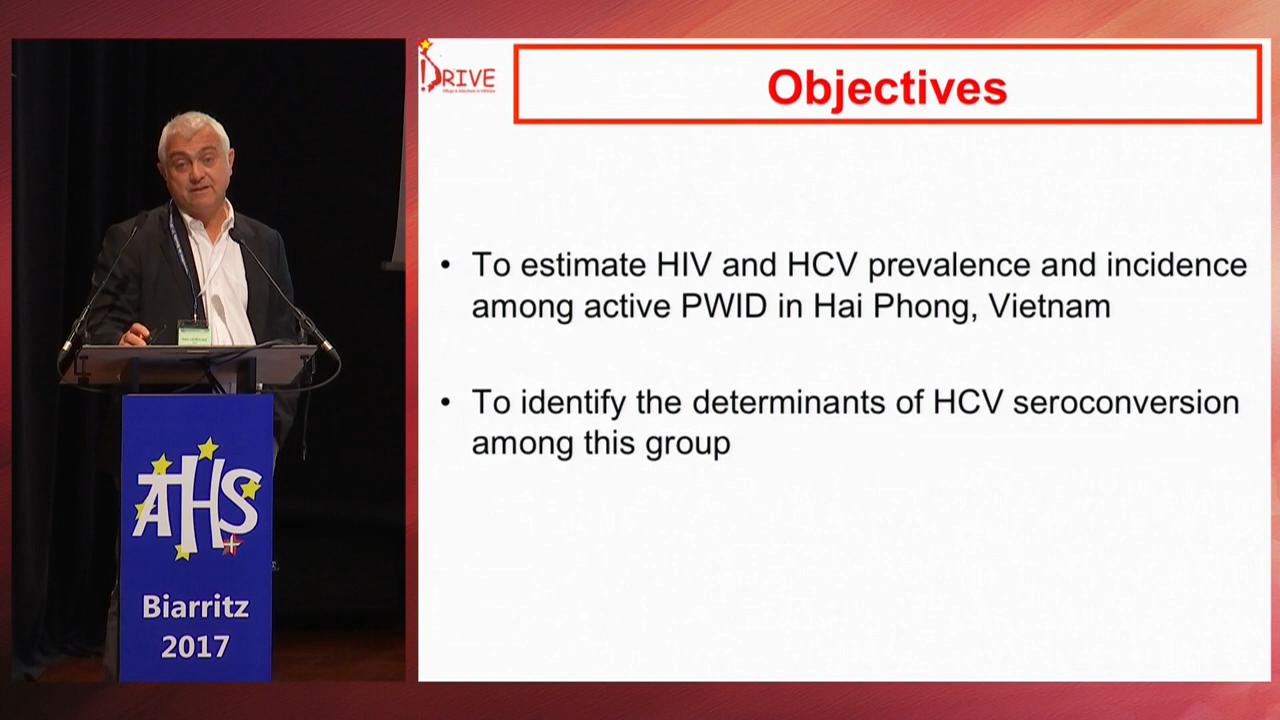 DRIVE
Objectives
• To estimate HIV and HCV prevalence and incidence
among active PWID in Hai Phong, Vietnam
• To identify the determinants of HCV seroconversion
among this group
ATHS
Biarritz
2017